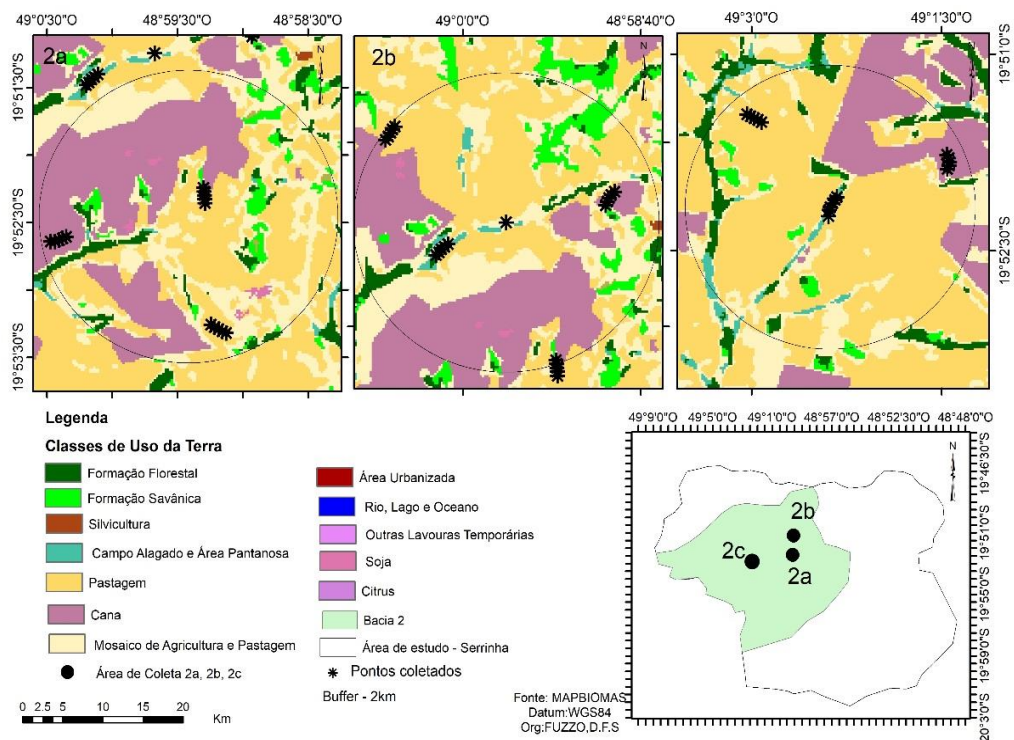 49°0'30"O 48°59'30"O 48°58'30"O
49°0'0"O 48°58'40"O
49°3'0"O 49°1'30"O
2a
N
2b
N
N
19°51'30"S
19°52'30"S
19°53'30"S
19°51'0"S
19°52'30"S
Legenda
Classes de Uso da Terra
Formação Florestal
Formação Savânica
Silvicultura
Campo Alagado e Área Pantanosa
Pastagem
Cana
Mosaico de Agricultura e Pastagem
Área de Coleta 2a, 2b, 2c
Área Urbanizada
Rio, Lago e Oceano
Outras Lavouras Temporárias
Soja
Citrus
Bacia 2
Área de estudo - Serrinha
Pontos coletados
Buffer - 2km
0 2.5 5 10 15 20
Km
Fonte: MAPBIOMAS
Datum:WGS84
Org:FUZZO,D.F.S
49°9'0"O 49°5'0"O 49°1'0"O 48°57'0"O 48°52'30"O 48°48'0"O
N
2b
2c
2a
19°46'30"S
19°51'0"S
19°55'0"S
19°59'0"S
20°3'0"S